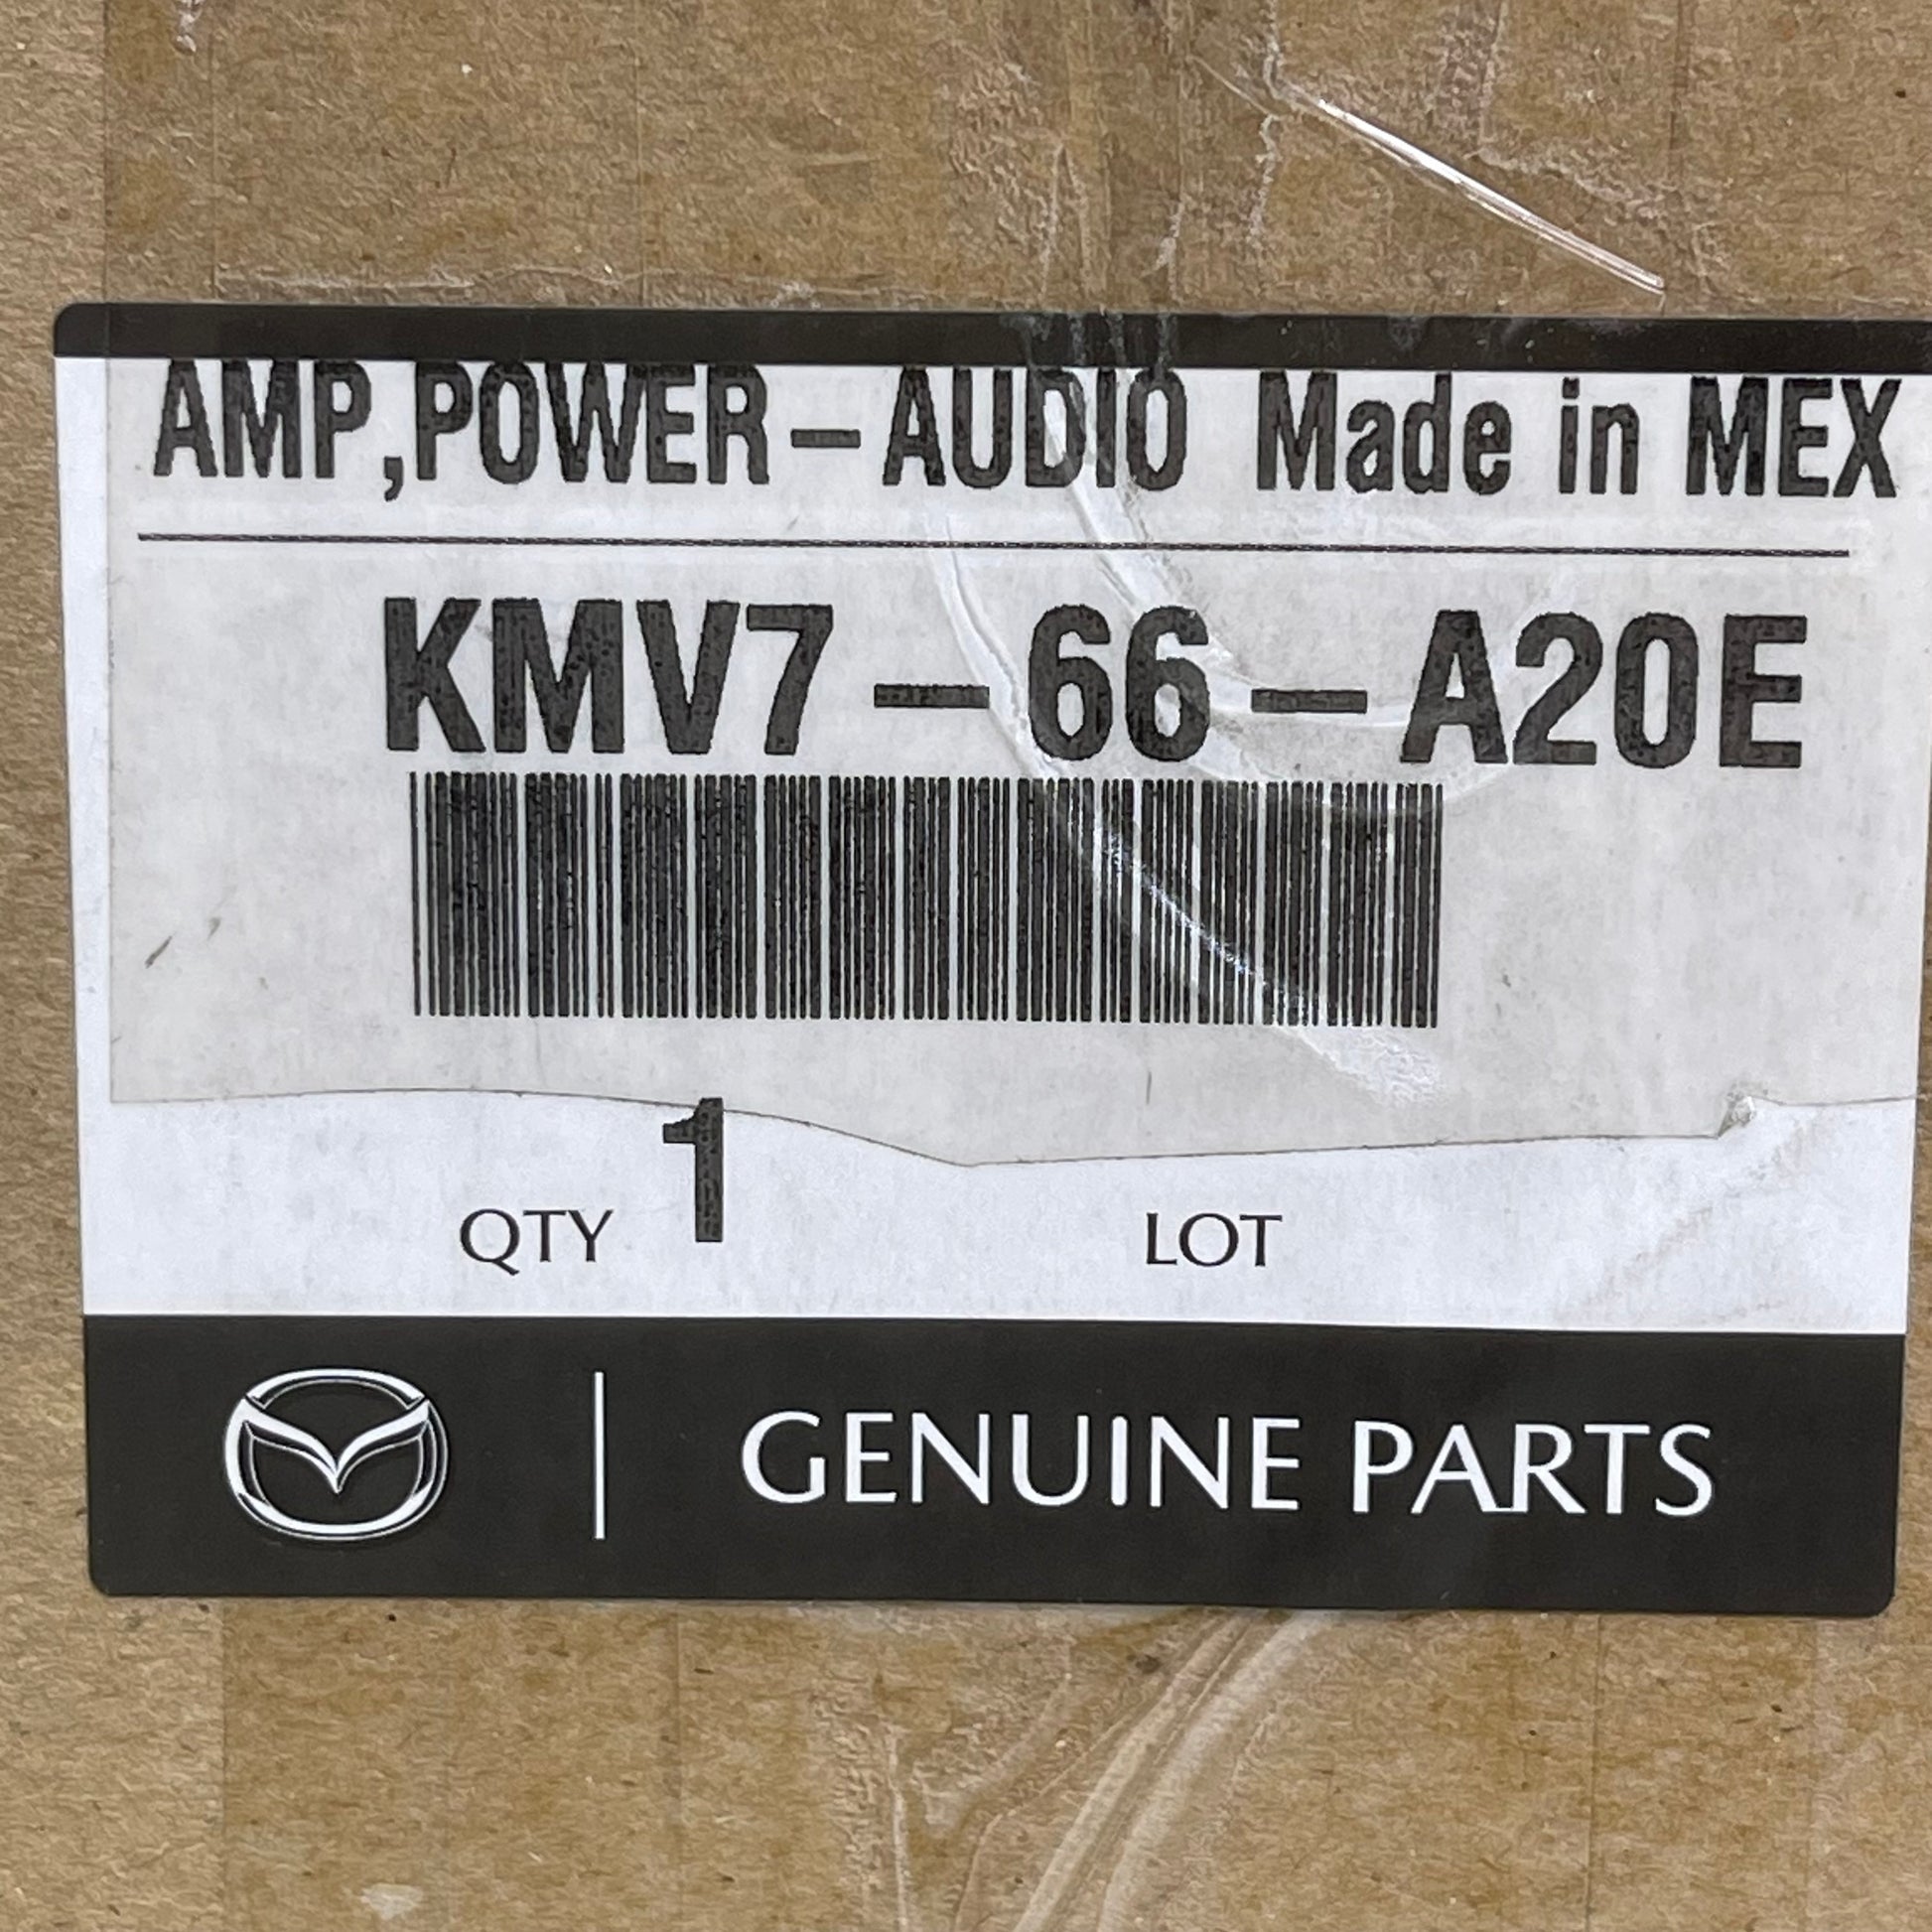 AMP,POWER-AUDIO Made in MEX
KMV7-66-A20E
QTY 1 LOT
GENUINE PARTS